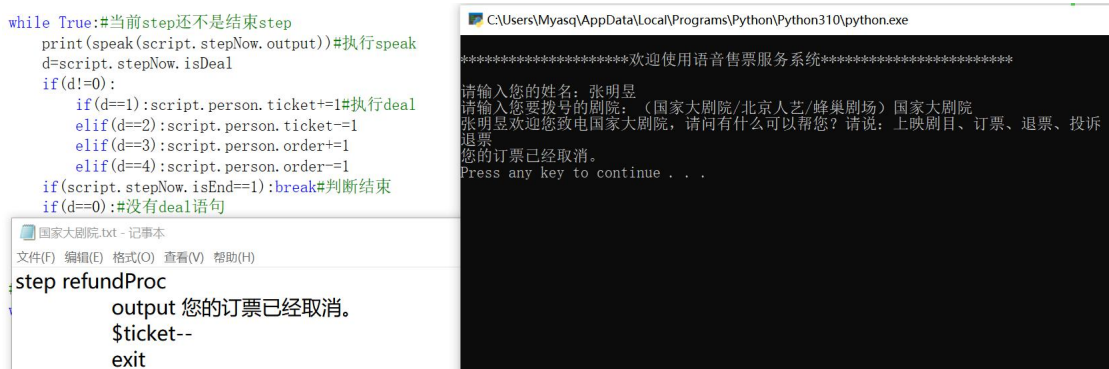 while True:#当前step还不是结束step
print(speak(script.stepNow.output))#执行speak
d=script.stepNow.isDeal
if(d!=0):
if(d==1):script.person.ticket+=1#执行deal
elif(d==2):script.person.ticket-=1
elif(d==3):script.person.order+=1
elif(d==4):script.person.order-=1
if(script.stepNow.isEnd==1):break#判断结束
if(d==0):#没有deal语句
国家大剧院.txt - 记事本
文件(F) 编辑(E) 格式(O) 查看(V) 帮助(H)
step refundProc
output 您的订票已经取消。
$ticket--
exit
C:\Users\Myasq\AppData\Local\Programs\Python\Python310\python.exe
*********************欢迎使用语音售票服务系统************************
请输入您的姓名：张明昱
请输入您要拨号的剧院：（国家大剧院/北京人艺/蜂巢剧场）国家大剧院
张明昱欢迎您致电国家大剧院，请问有什么可以帮您？请说：上映剧目、订票、退票、投诉
退票
您的订票已经取消。
Press any key to continue . . .